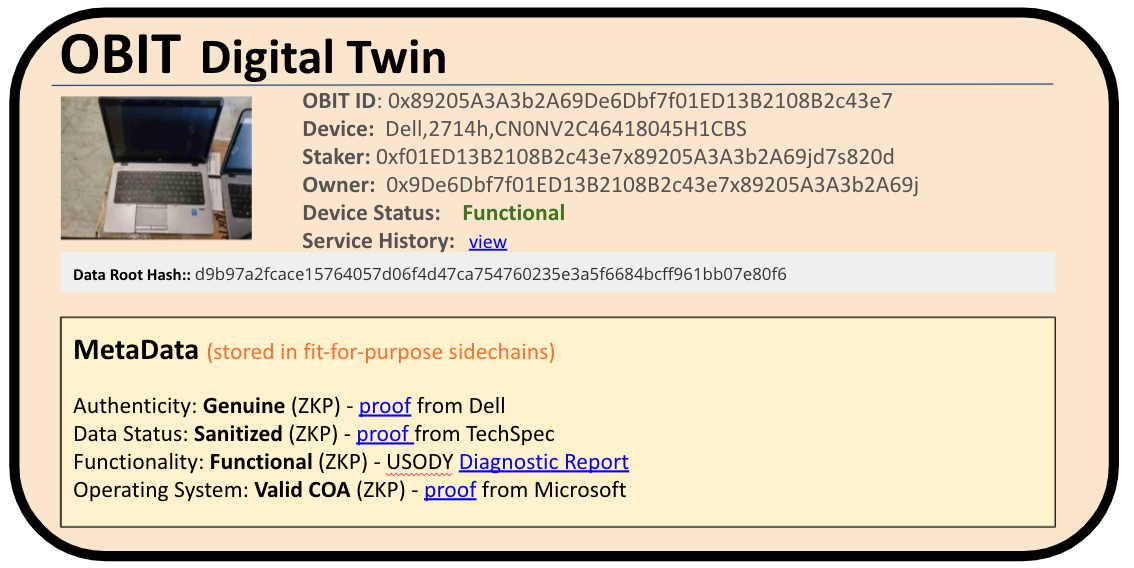 OBIT Digital Twin
OBIT ID: 0x89205A3A3b2A69De6Dbf7f01ED13B2108B2c43e7
Device: Dell,2714h,CN0NV2C46418045H1CBS
Staker: 0xf01ED13B2108B2c43e7x89205A3A3b2A69jd7s820d
Owner: 0x9De6Dbf7f01ED13B2108B2c43e7x89205A3A3b2A69j
Device Status: Functional
Service History: view
Data Root Hash:: d9b97a2fcace15764057d06f4d47ca754760235e3a5f6684bcff961bb07e80f6
MetaData (stored in fit-for-purpose sidechains)
Authenticity: Genuine (ZKP) - proof from Dell
Data Status: Sanitized (ZKP) - proof from TechSpec
Functionality: Functional (ZKP) - USODY Diagnostic Report
Operating System: Valid COA (ZKP) - proof from Microsoft